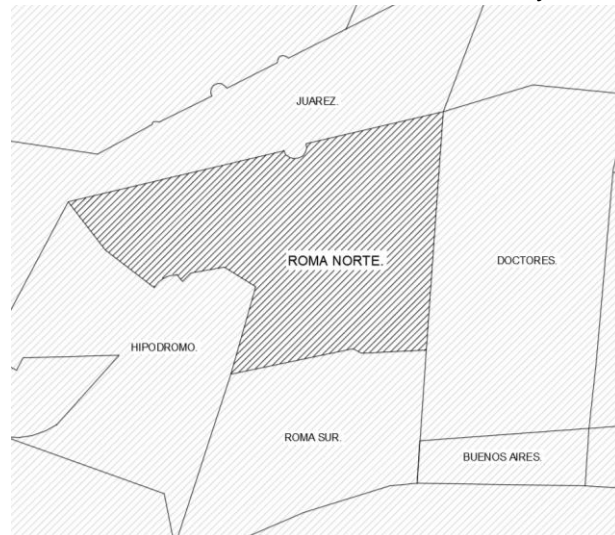 JUAREZ.
ROMA NORTE.
DOCTORES.
HIPODROMO.
ROMA SUR.
BUENOS AIRES.